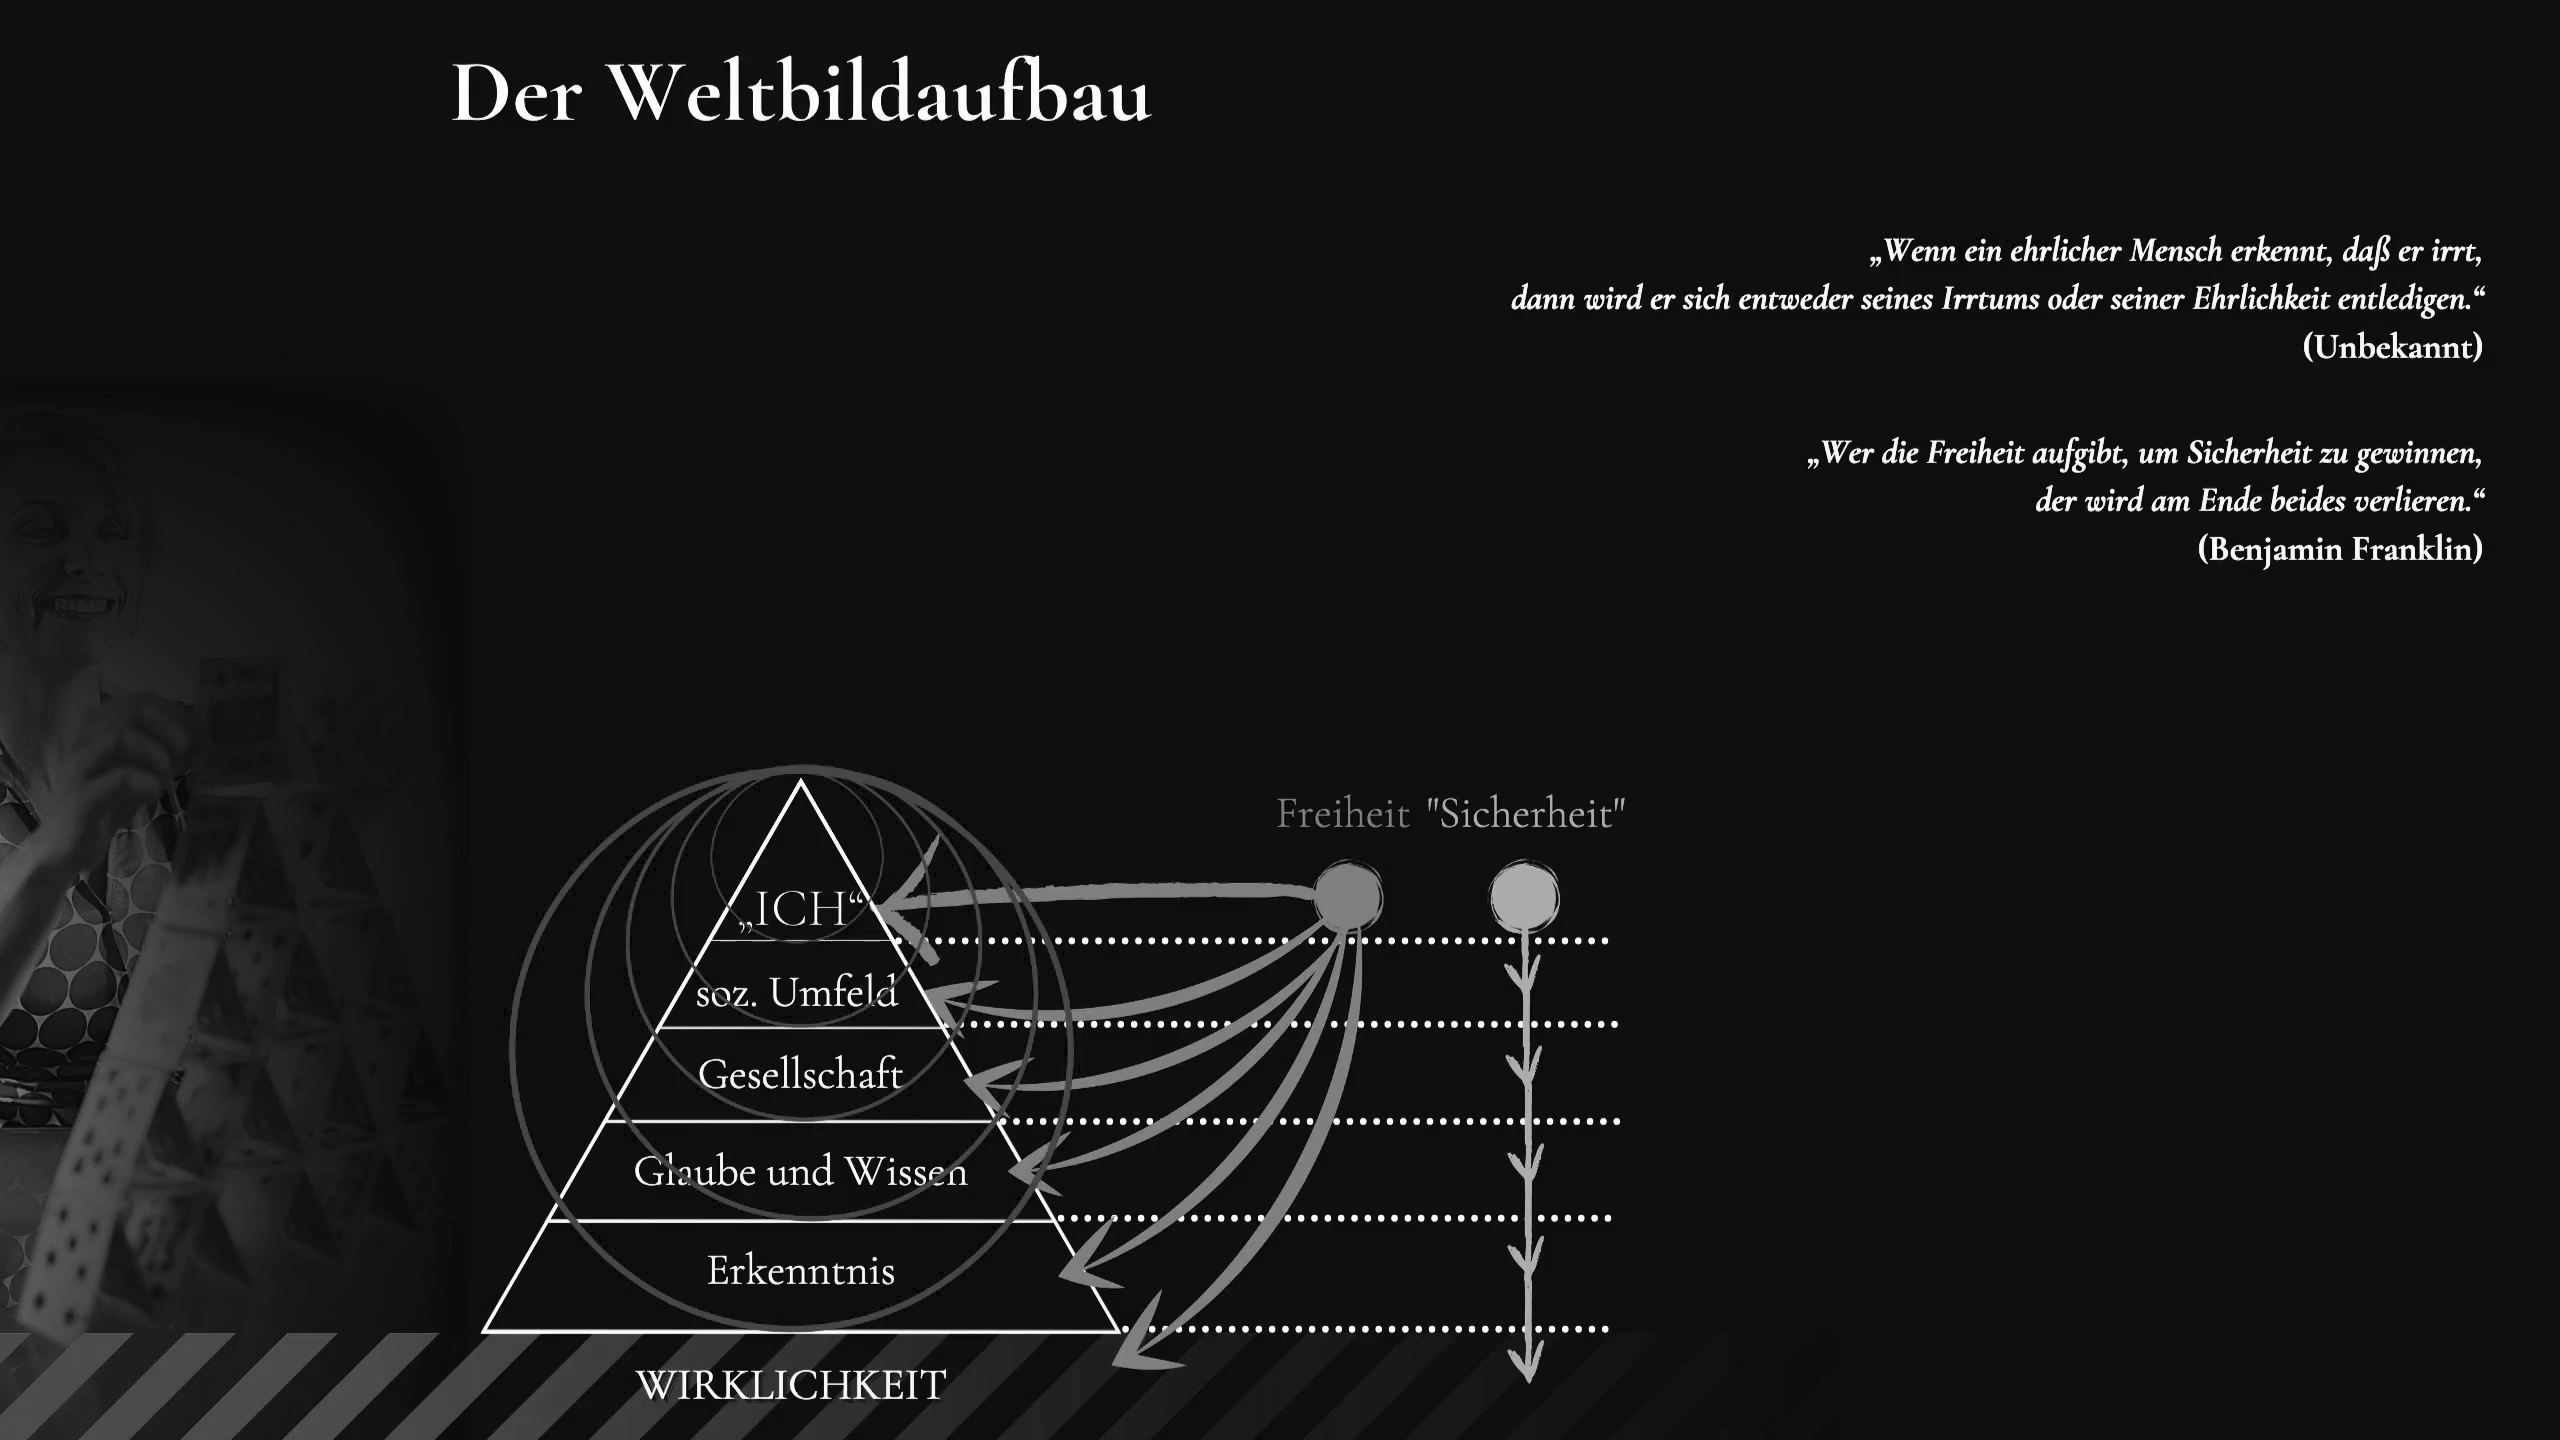 Der Weltbildaufbau
„Wenn ein ehrlicher Mensch erkennt, daß er irrt,
dann wird er sich entweder seines Irrtums oder seiner Ehrlichkeit entledigen.“
(Unbekannt)
„Wer die Freiheit aufgibt, um Sicherheit zu gewinnen,
der wird am Ende beides verlieren.“
(Benjamin Franklin)
Freiheit "Sicherheit"
„ICH“
soz. Umfeld
Gesellschaft
Glaube und Wissen
Erkenntnis
WIRKLICHKEIT